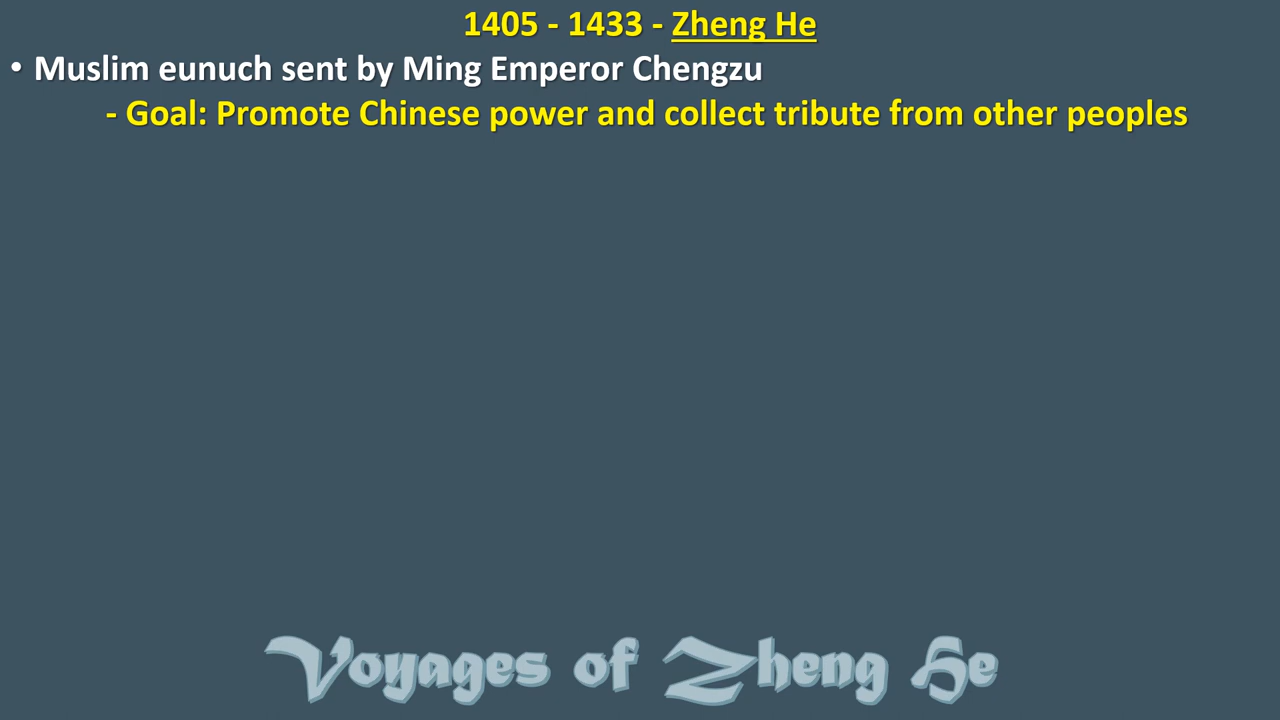 1405 - 1433 - Zheng He
• Muslim eunuch sent by Ming Emperor Chengzu
- Goal: Promote Chinese power and collect tribute from other peoples
Voyages of Zheng He